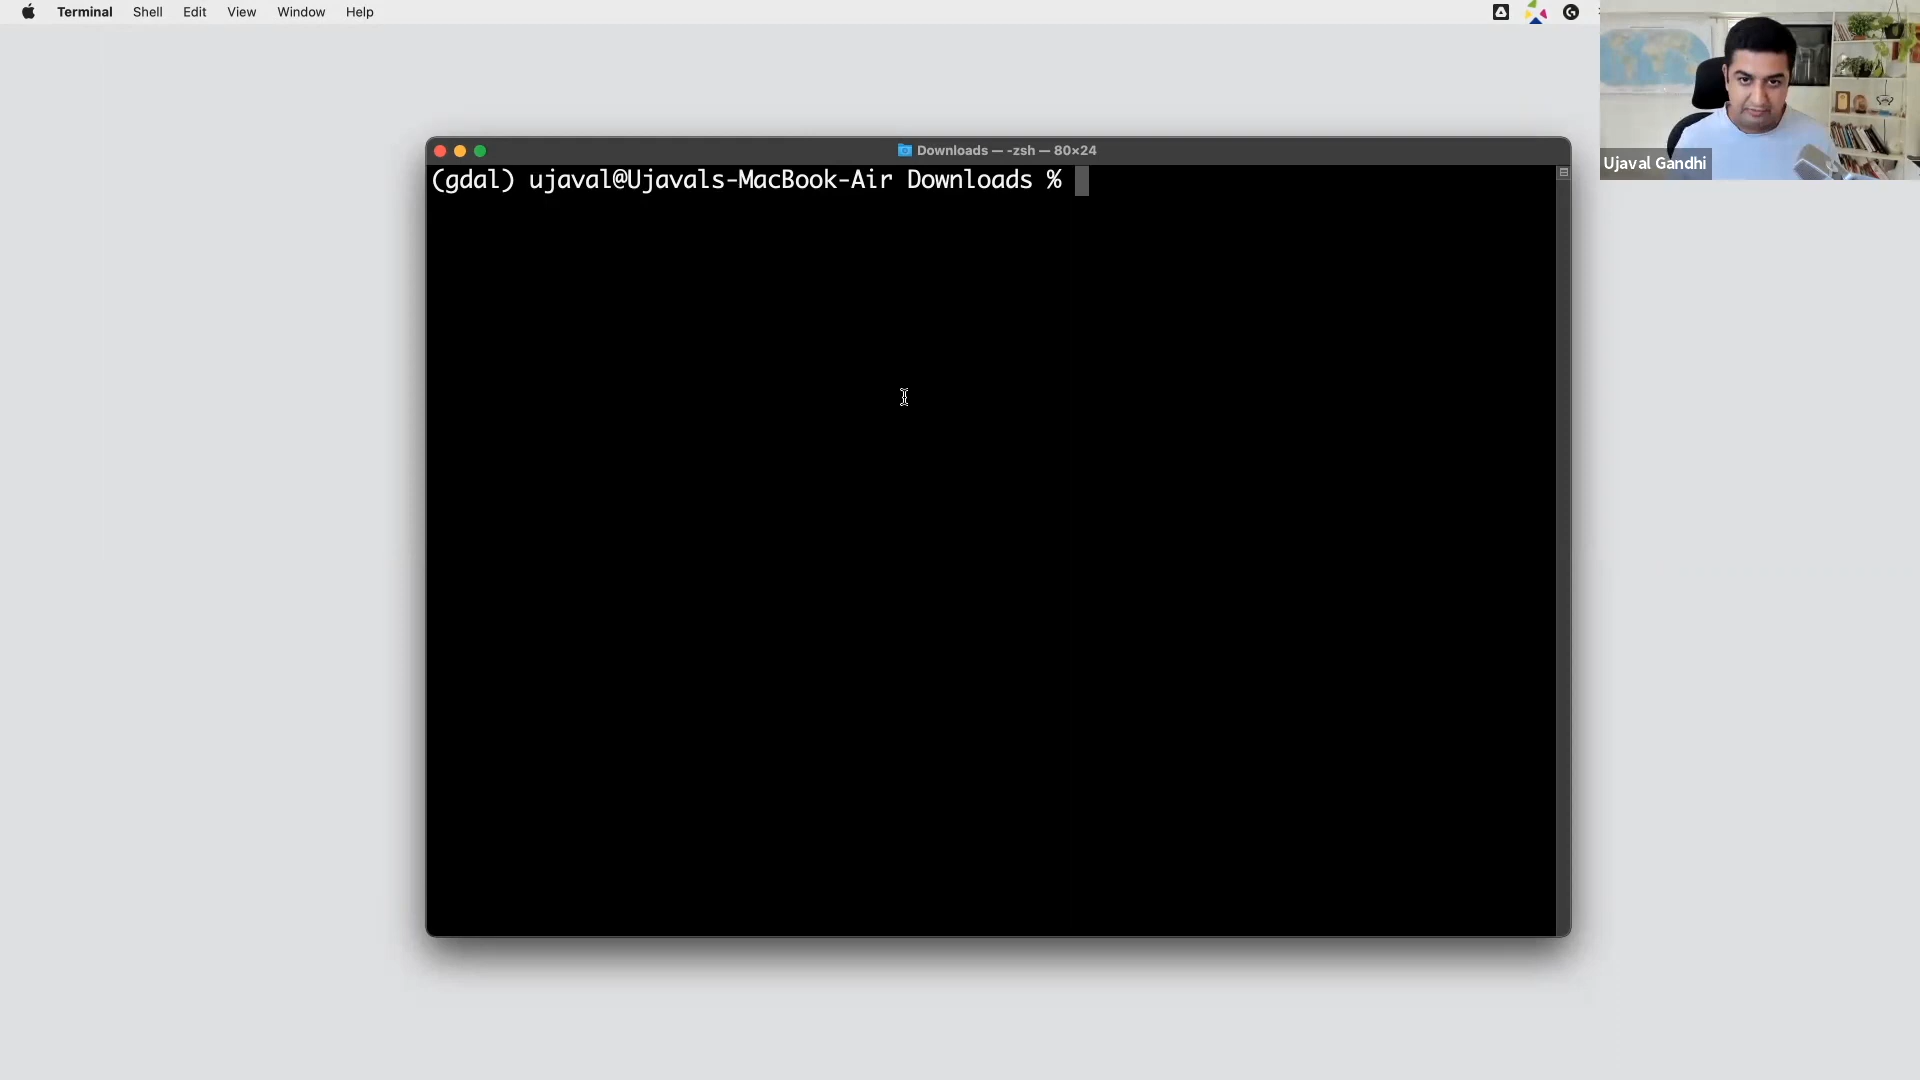 Terminal Shell Edit View Window Help
Downloads — -zsh — 80×24
(gdal) ujaval@Ujavals-MacBook-Air Downloads %
Ujaval Gandhi